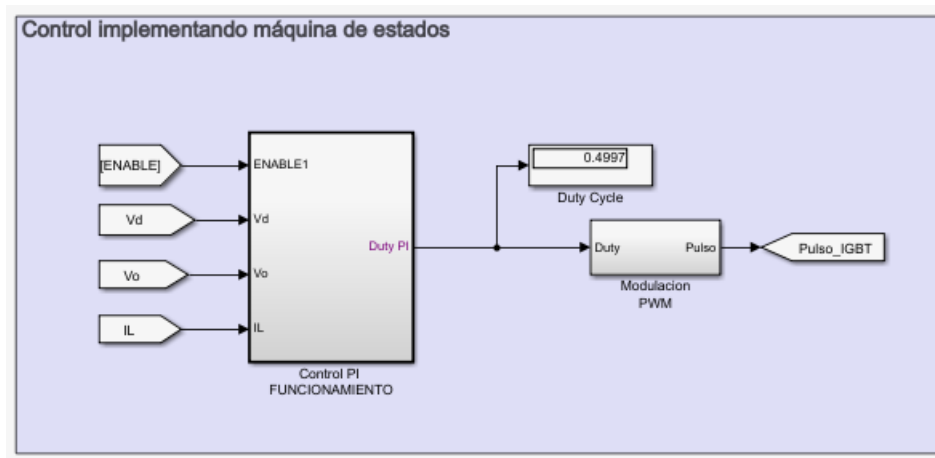 Control implementando máquina de estados
[ENABLE]
ENABLE1
Vd
Vd
Vo
Vo
IL
IL
Duty PI
Control PI
FUNCIONAMIENTO
0.4997
Duty Cycle
Duty
Pulso
Modulacion
PWM
Pulso_IGBT